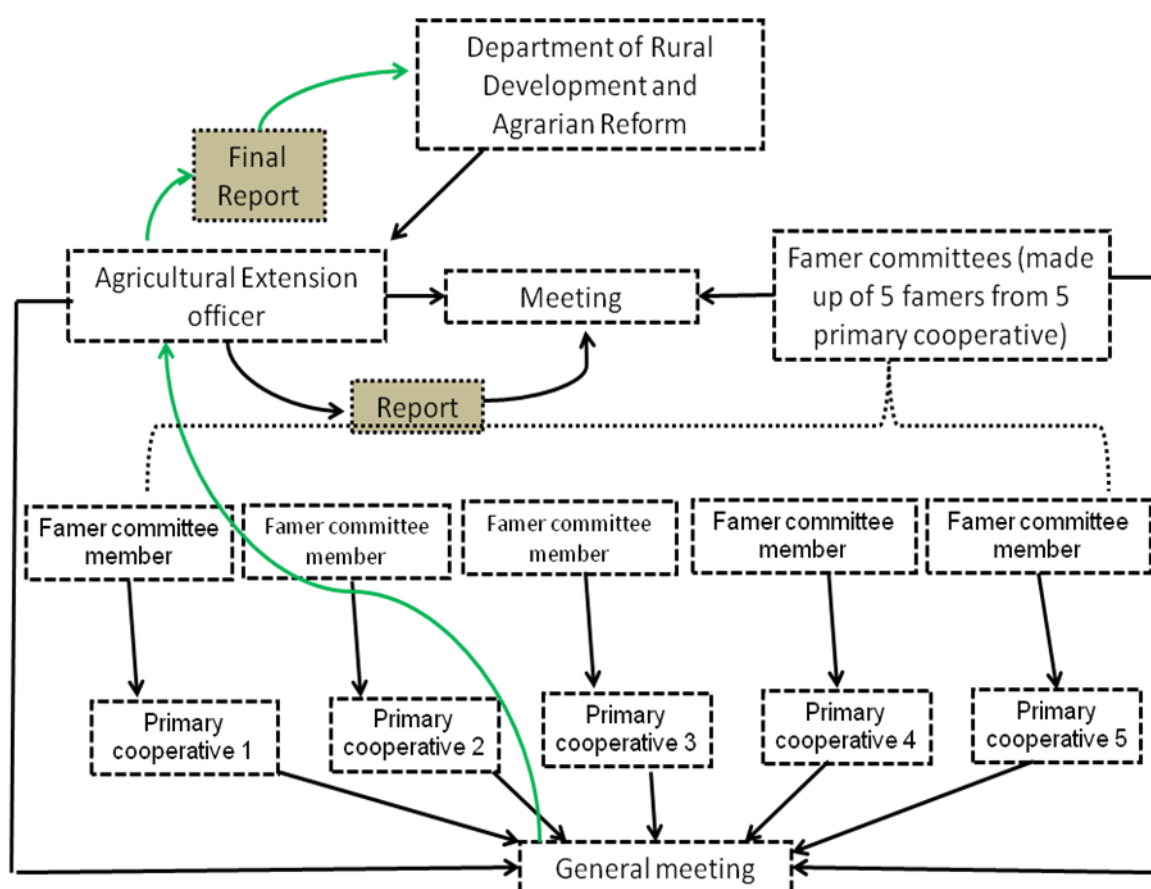 Department of Rural
Development and
Agrarian Reform
Final
Report
Agricultural Extension
officer
Meeting
Famer committees (made
up of 5 famers from 5
primary cooperative)
Report
Famer committee
member
Famer committee
member
Famer committee
member
Famer committee
member
Famer committee
member
Primary
cooperative 1
Primary
cooperative 2
Primary
cooperative 3
Primary
cooperative 4
Primary
cooperative 5
General meeting